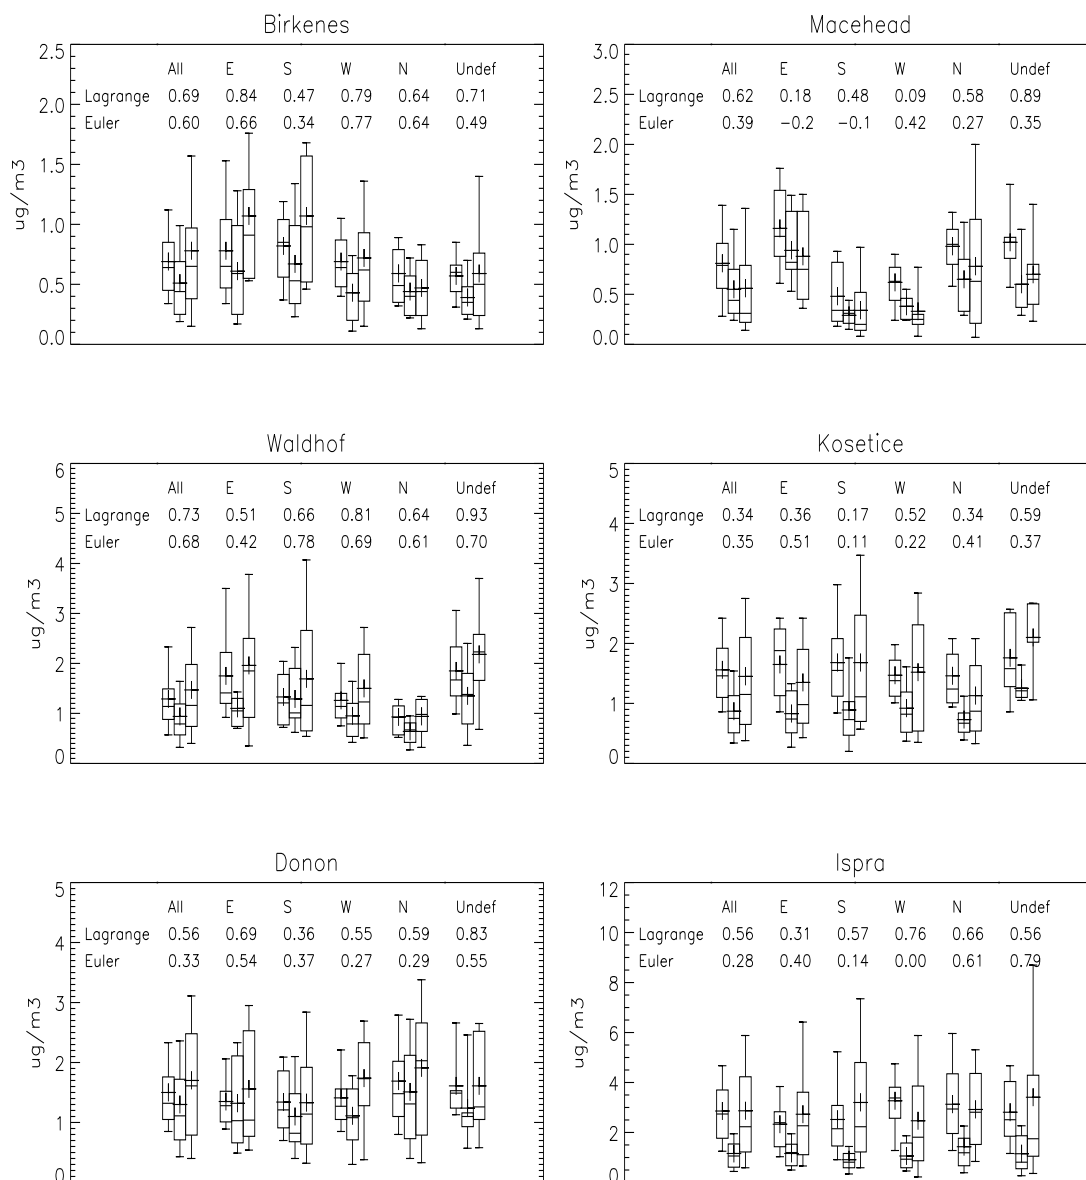 Birkenes
2.5
All E S W N Undef
Lagrange 0.69 0.84 0.47 0.79 0.64 0.71
2.0
Euler 0.60 0.66 0.34 0.77 0.64 0.49
1.5
1.0
0.5
0.0
ug/m3
Macehead
3.0
All E S W N Undef
2.5
Lagrange 0.62 0.18 0.48 0.09 0.58 0.89
Euler 0.39 −0.2 −0.1 0.42 0.27 0.35
2.0
1.5
1.0
0.5
0.0
ug/m3
Waldhof
6
All E S W N Undef
5
Lagrange 0.73 0.51 0.66 0.81 0.64 0.93
Euler 0.68 0.42 0.78 0.69 0.61 0.70
4
3
2
1
0
ug/m3
Kosetice
5
All E S W N Undef
Lagrange 0.34 0.36 0.17 0.52 0.34 0.59
4
Euler 0.35 0.51 0.11 0.22 0.41 0.37
3
2
1
0
ug/m3
Donon
5
All E S W N Undef
Lagrange 0.56 0.69 0.36 0.55 0.59 0.83
4
Euler 0.33 0.54 0.37 0.27 0.29 0.55
3
2
1
0
ug/m3
Ispra
12
All E S W N Undef
10
Lagrange 0.56 0.31 0.57 0.76 0.66 0.56
Euler 0.28 0.40 0.14 0.00 0.61 0.79
8
6
4
2
0
ug/m3